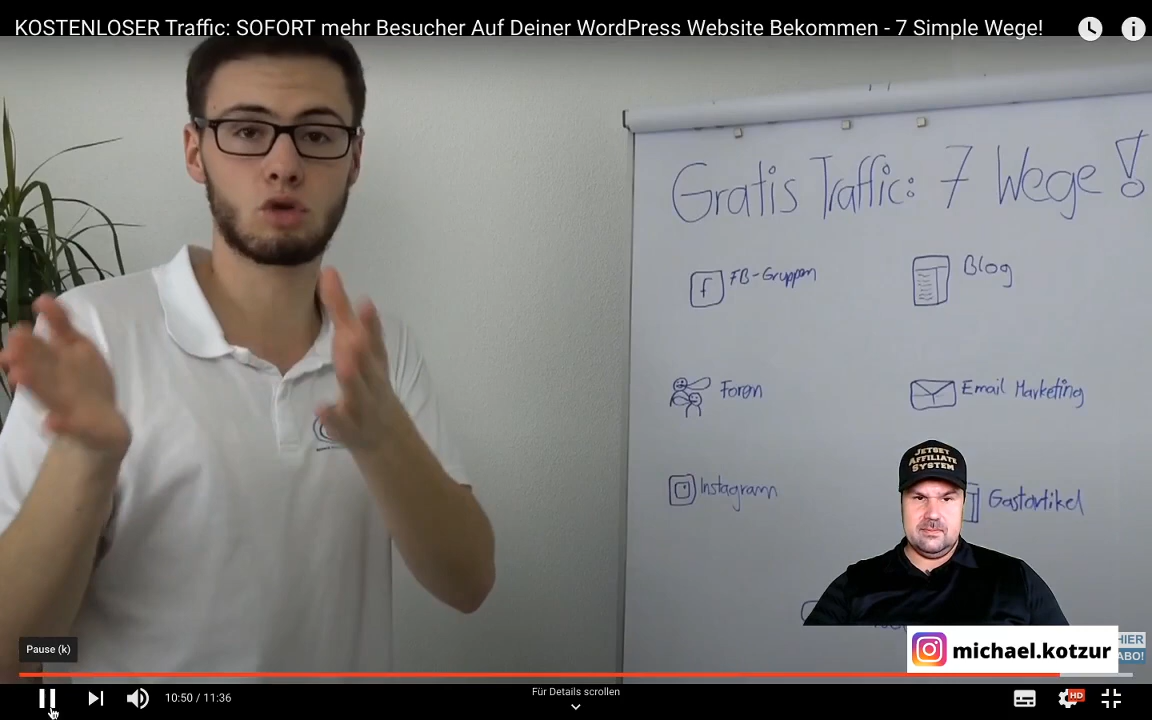 KOSTENLOSER Traffic: SOFORT mehr Besucher Auf Deiner WordPress Website Bekommen - 7 Simple Wege!
Gratis Traffic: 7 Wege!
FB-Gruppen
Blog
Foren
Email Marketing
Instagram
Gastartikel
JETSET
AFFILIATE
SYSTEM
HIER
ABO!
michael.kotzur
Pause (k)
10:50 / 11:36
Für Details scrollen
HD